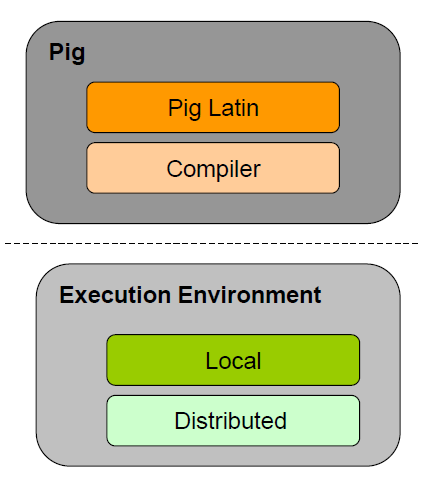 Pig
Pig Latin
Compiler
Execution Environment
Local
Distributed